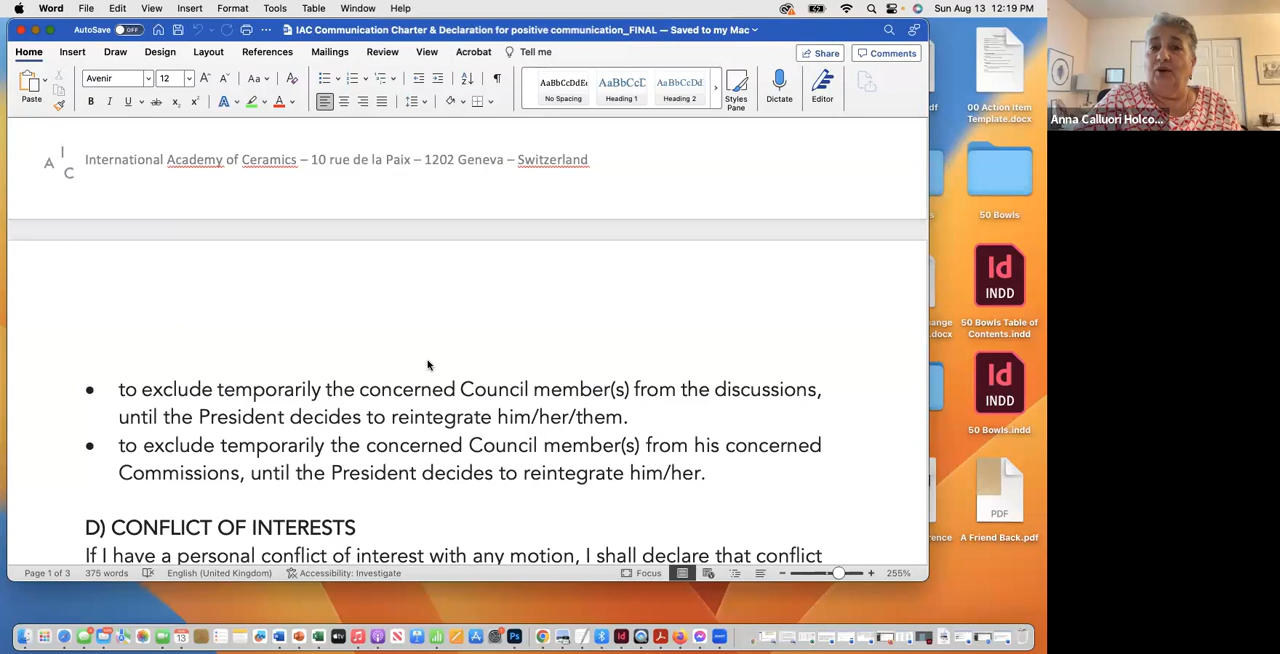 Word File Edit View Insert Format Tools Table Window Help Sun Aug 13 12:19 PM
AutoSave OFF IAC Communication Charter & Declaration for positive communication_FINAL — Saved to my Mac
Home Insert Draw Design Layout References Mailings Review View Acrobat Tell me Share Comments
Paste Avenir 12 AaBbCcDdEe AaBbCcC AaBbCcDd Styles Pane Dictate Editor
No Spacing Heading 1 Heading 2
A I C
International Academy of Ceramics – 10 rue de la Paix – 1202 Geneva – Switzerland
• to exclude temporarily the concerned Council member(s) from the discussions,
until the President decides to reintegrate him/her/them.
• to exclude temporarily the concerned Council member(s) from his concerned
Commissions, until the President decides to reintegrate him/her.
D) CONFLICT OF INTERESTS
If I have a personal conflict of interest with any motion, I shall declare that conflict
Page 1 of 3 375 words English (United Kingdom) Accessibility: Investigate Focus 255%
00 Action Item
Template.docx
50 Bowls
Id
INDD
50 Bowls Table of
Contents.indd
Id
INDD
50 Bowls.indd
PDF
A Friend Back.pdf
Anna Calluori Holco...